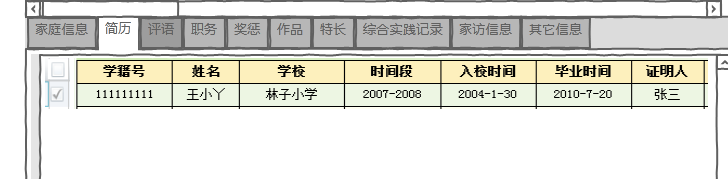 家庭信息 简历 评语 职务 奖惩 作品 特长 综合实践记录 家访信息 其它信息
学籍号 姓名 学校 时间段 入校时间 毕业时间 证明人
111111111 王小丫 林子小学 2007-2008 2004-1-30 2010-7-20 张三